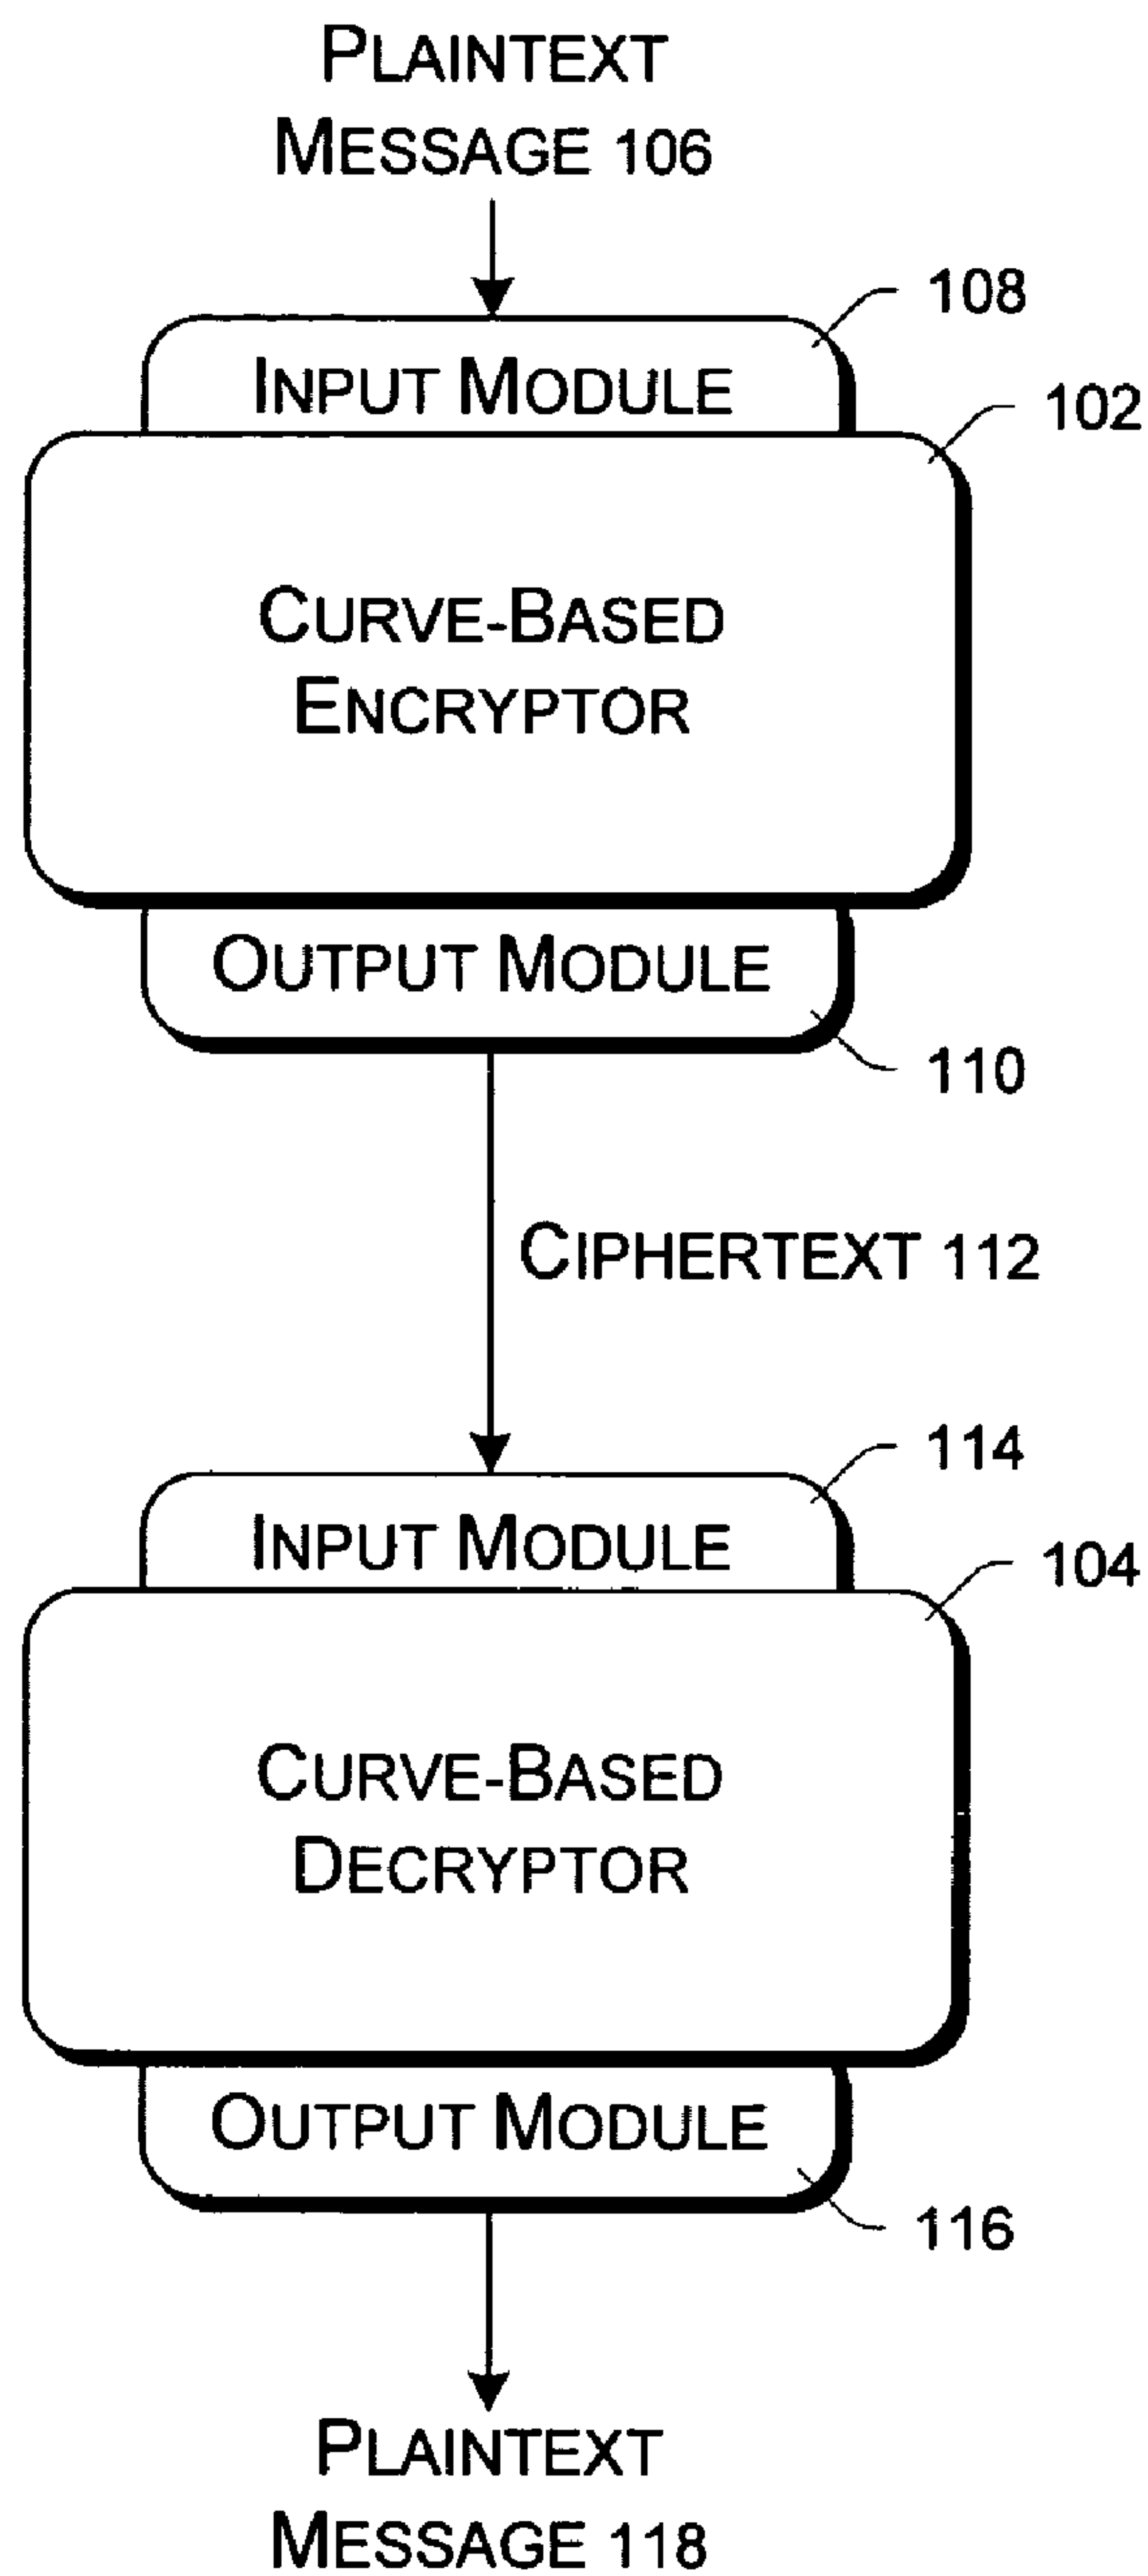 PLAINTEXT
MESSAGE 106
108
INPUT MODULE
102
CURVE-BASED
ENCRYPTOR
OUTPUT MODULE
110
CIPHERTEXT 112
114
INPUT MODULE
104
CURVE-BASED
DECRYPTOR
OUTPUT MODULE
116
PLAINTEXT
MESSAGE 118